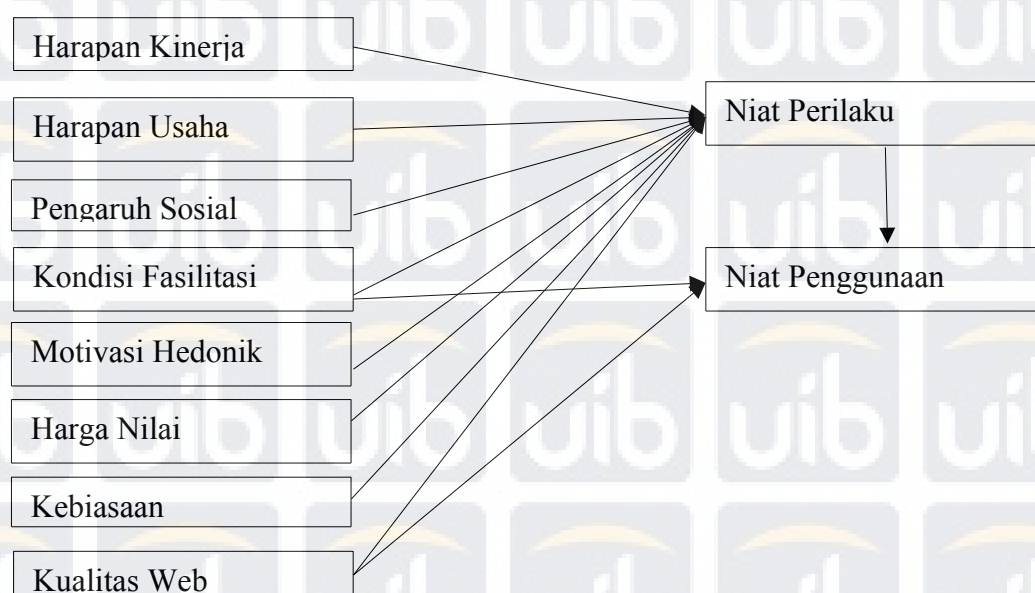 Harapan Kinerja
Harapan Usaha
Pengaruh Sosial
Kondisi Fasilitasi
Motivasi Hedonik
Harga Nilai
Kebiasaan
Kualitas Web
Niat Perilaku
Niat Penggunaan
uib